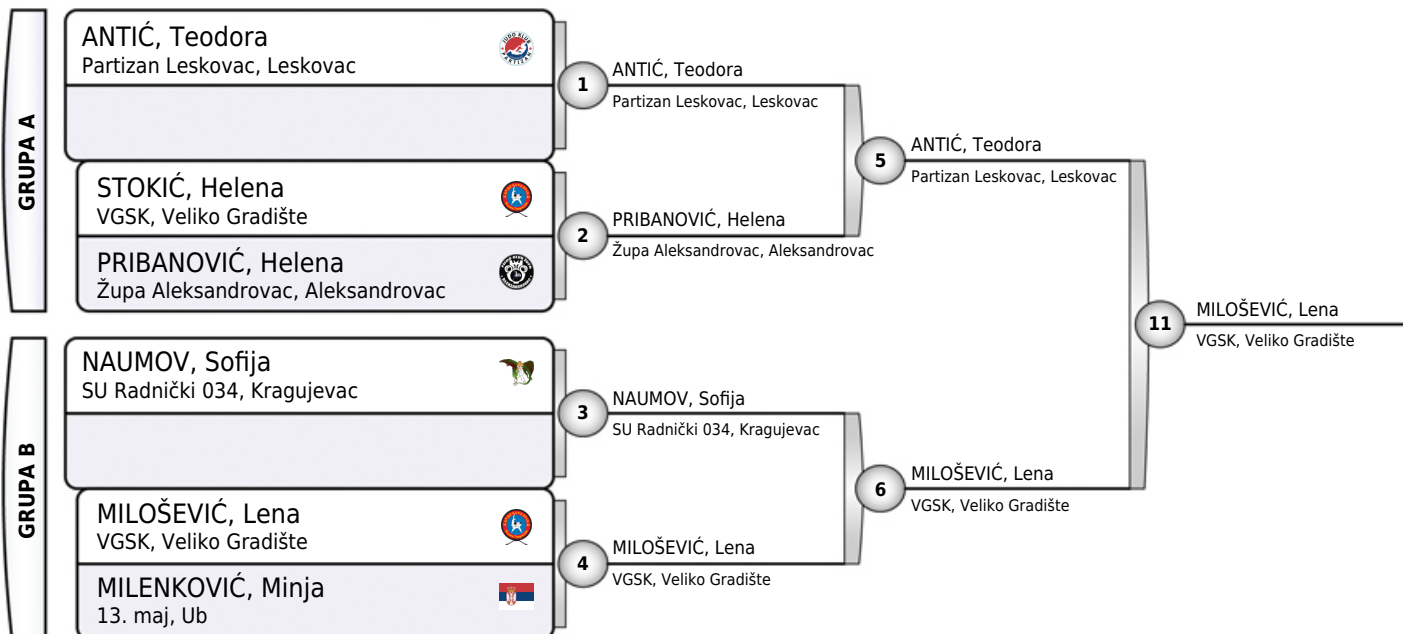 GRUPA A
ANTIĆ, Teodora
Partizan Leskovac, Leskovac
STOKIĆ, Helena
VGSK, Veliko Gradište
PRIBANOVIĆ, Helena
Župa Aleksandrovac, Aleksandrovac
GRUPA B
NAUMOV, Sofija
SU Radnički 034, Kragujevac
MILOŠEVIĆ, Lena
VGSK, Veliko Gradište
MILENKOVIĆ, Minja
13. maj, Ub
1
ANTIĆ, Teodora
Partizan Leskovac, Leskovac
2
PRIBANOVIĆ, Helena
Župa Aleksandrovac, Aleksandrovac
3
NAUMOV, Sofija
SU Radnički 034, Kragujevac
4
MILOŠEVIĆ, Lena
VGSK, Veliko Gradište
5
ANTIĆ, Teodora
Partizan Leskovac, Leskovac
6
MILOŠEVIĆ, Lena
VGSK, Veliko Gradište
11
MILOŠEVIĆ, Lena
VGSK, Veliko Gradište